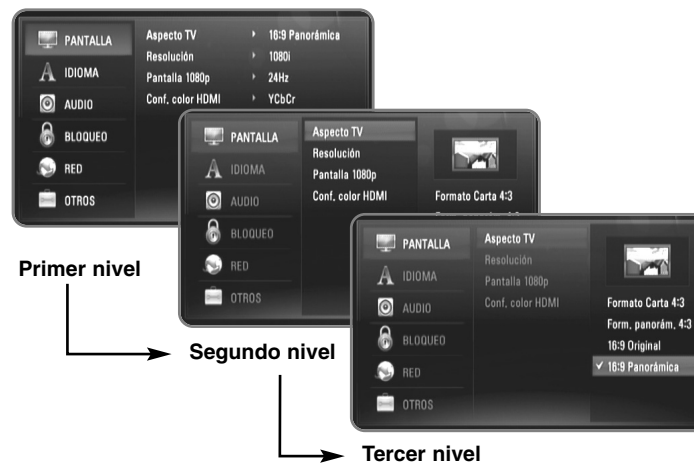 PANTALLA
IDIOMA
AUDIO
BLOQUEO
RED
OTROS
Aspecto TV 16:9 Panorámica
Resolución 1080i
Pantalla 1080p 24Hz
Conf. color HDMI YCbCr
Primer nivel
PANTALLA
IDIOMA
AUDIO
BLOQUEO
RED
OTROS
Aspecto TV
Resolución
Pantalla 1080p
Conf. color HDMI
Formato Carta 4:3
Segundo nivel
PANTALLA
IDIOMA
AUDIO
BLOQUEO
RED
OTROS
Aspecto TV
Resolución
Pantalla 1080p
Conf. color HDMI
Formato Carta 4:3
Form. panorám. 4:3
16:9 Original
✓ 16:9 Panorámica
Tercer nivel